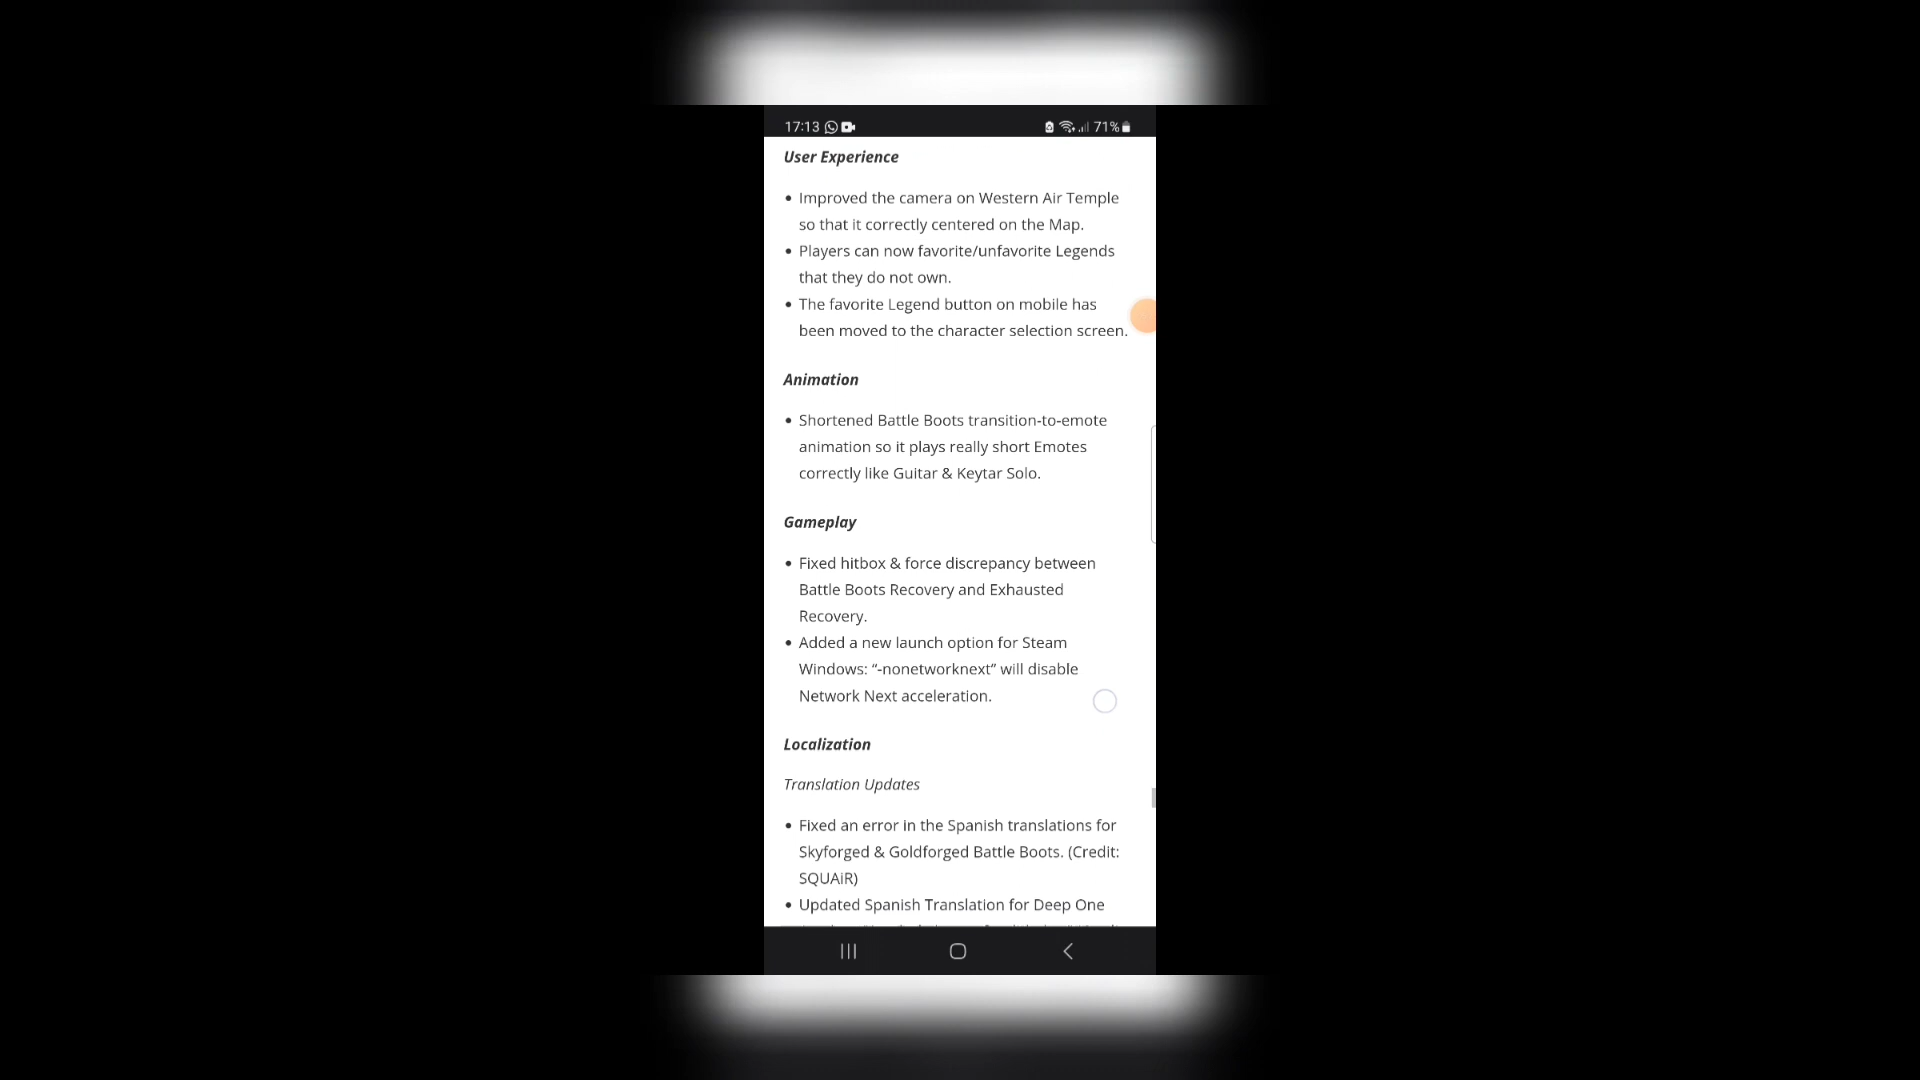 17:13
71%
User Experience
• Improved the camera on Western Air Temple
so that it correctly centered on the Map.
• Players can now favorite/unfavorite Legends
that they do not own.
• The favorite Legend button on mobile has
been moved to the character selection screen.
Animation
• Shortened Battle Boots transition-to-emote
animation so it plays really short Emotes
correctly like Guitar & Keytar Solo.
Gameplay
• Fixed hitbox & force discrepancy between
Battle Boots Recovery and Exhausted
Recovery.
• Added a new launch option for Steam
Windows: “-nonetworknext” will disable
Network Next acceleration.
Localization
Translation Updates
• Fixed an error in the Spanish translations for
Skyforged & Goldforged Battle Boots. (Credit:
SQUAiR)
• Updated Spanish Translation for Deep One